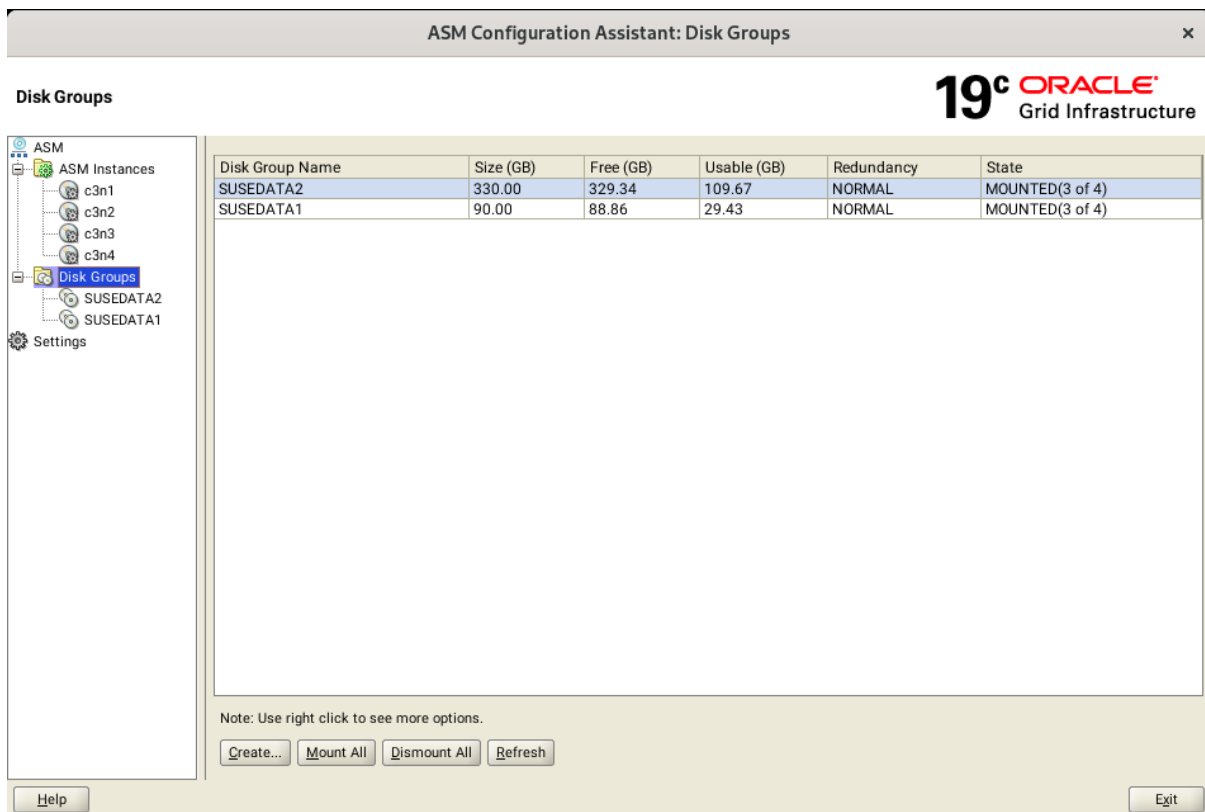 ASM Configuration Assistant: Disk Groups ×
Disk Groups
19c ORACLE
Grid Infrastructure
ASM
ASM Instances
c3n1
c3n2
c3n3
c3n4
Disk Groups
SUSEDATA2
SUSEDATA1
Settings
Disk Group Name Size (GB) Free (GB) Usable (GB) Redundancy State
SUSEDATA2 330.00 329.34 109.67 NORMAL MOUNTED(3 of 4)
SUSEDATA1 90.00 88.86 29.43 NORMAL MOUNTED(3 of 4)
Note: Use right click to see more options.
Create... Mount All Dismount All Refresh
Help Exit